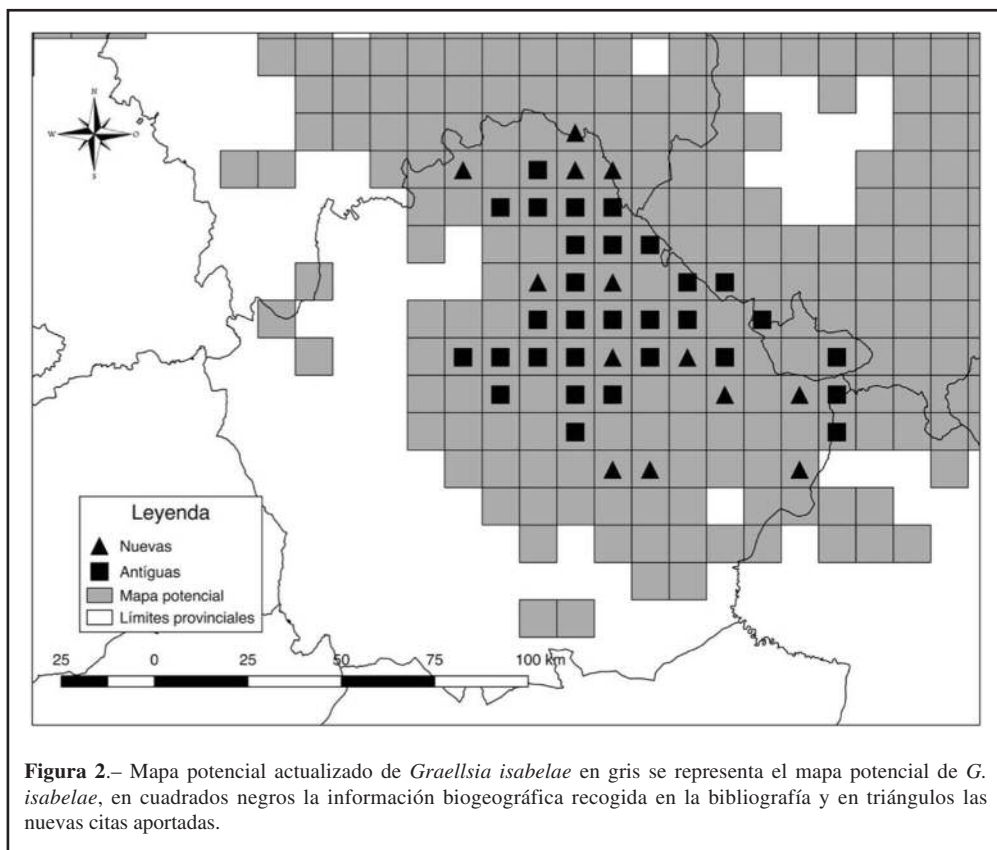 N
W
O
S
Leyenda
Nuevas
Antíguas
Mapa potencial
Límites provinciales
25 0 25 50 75 100 km
Figura 2.– Mapa potencial actualizado de Graellsia isabelae en gris se representa el mapa potencial de G.
isabelae, en cuadrados negros la información biogeográfica recogida en la bibliografía y en triángulos las
nuevas citas aportadas.